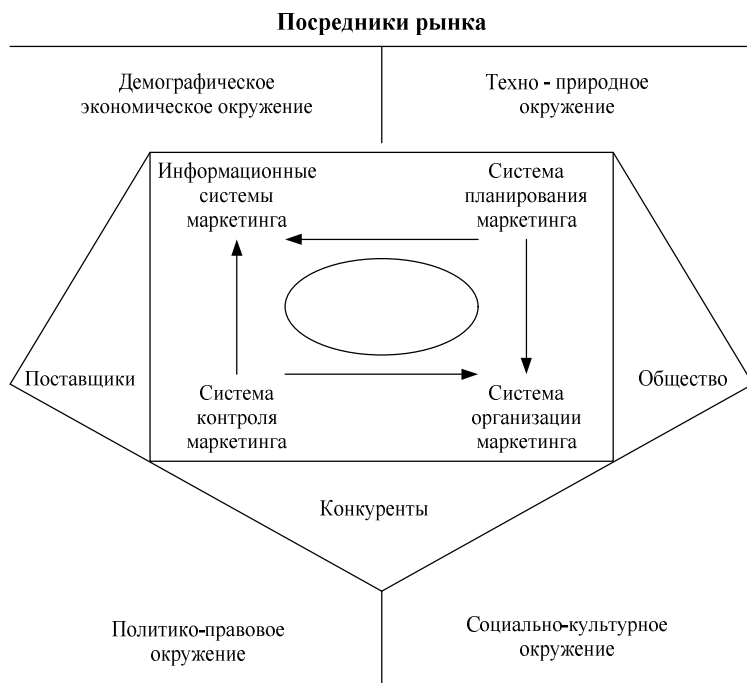 Посредники рынка
Демографическое
экономическое окружение
Техно - природное
окружение
Информационные
системы
маркетинга
Система
планирования
маркетинга
Поставщики
Общество
Система
контроля
маркетинга
Система
организации
маркетинга
Конкуренты
Политико-правовое
окружение
Социально-культурное
окружение